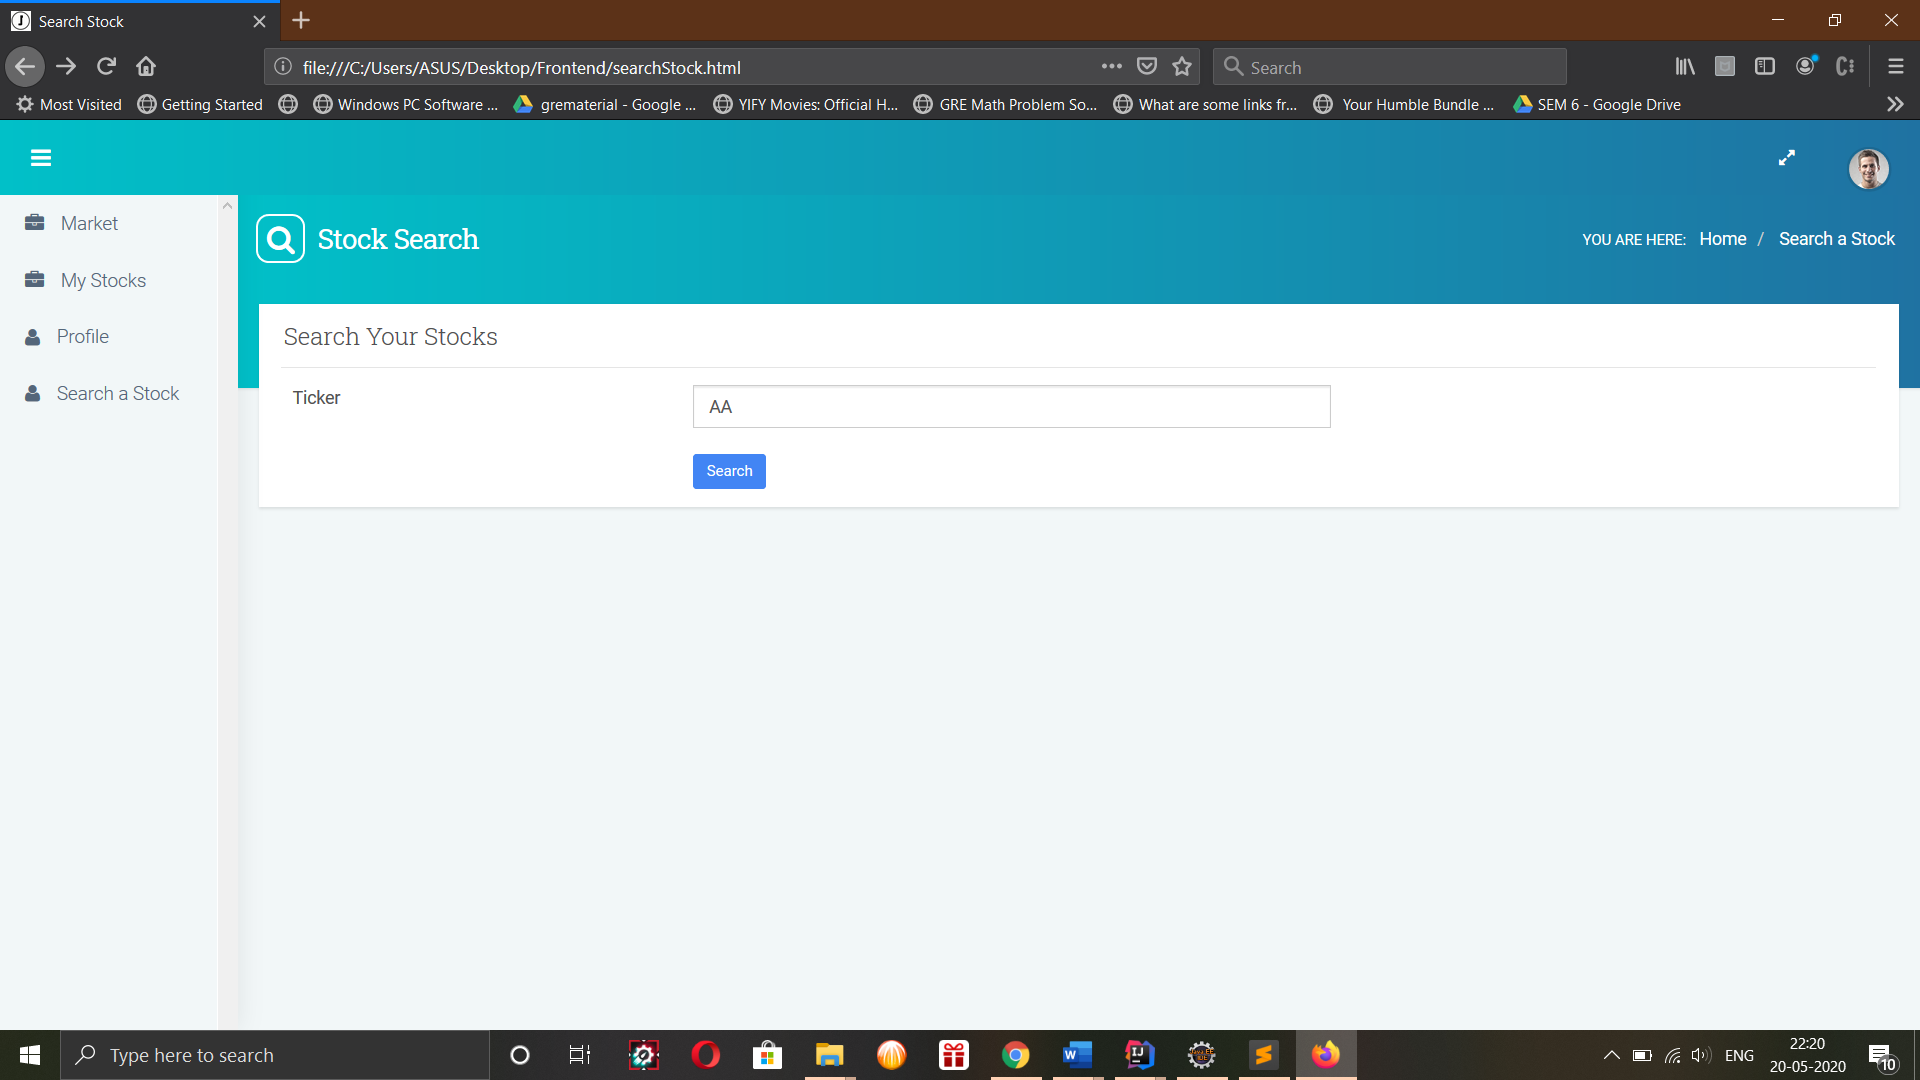 Search Stock
file:///C:/Users/ASUS/Desktop/Frontend/searchStock.html
Search
Most Visited
Getting Started
Windows PC Software ...
grematerial - Google ...
YIFY Movies: Official H...
GRE Math Problem So...
What are some links fr...
Your Humble Bundle ...
SEM 6 - Google Drive
Market
My Stocks
Profile
Search a Stock
Stock Search
YOU ARE HERE: Home / Search a Stock
Search Your Stocks
Ticker
AA
Search
Type here to search
ENG
22:20
20-05-2020
10